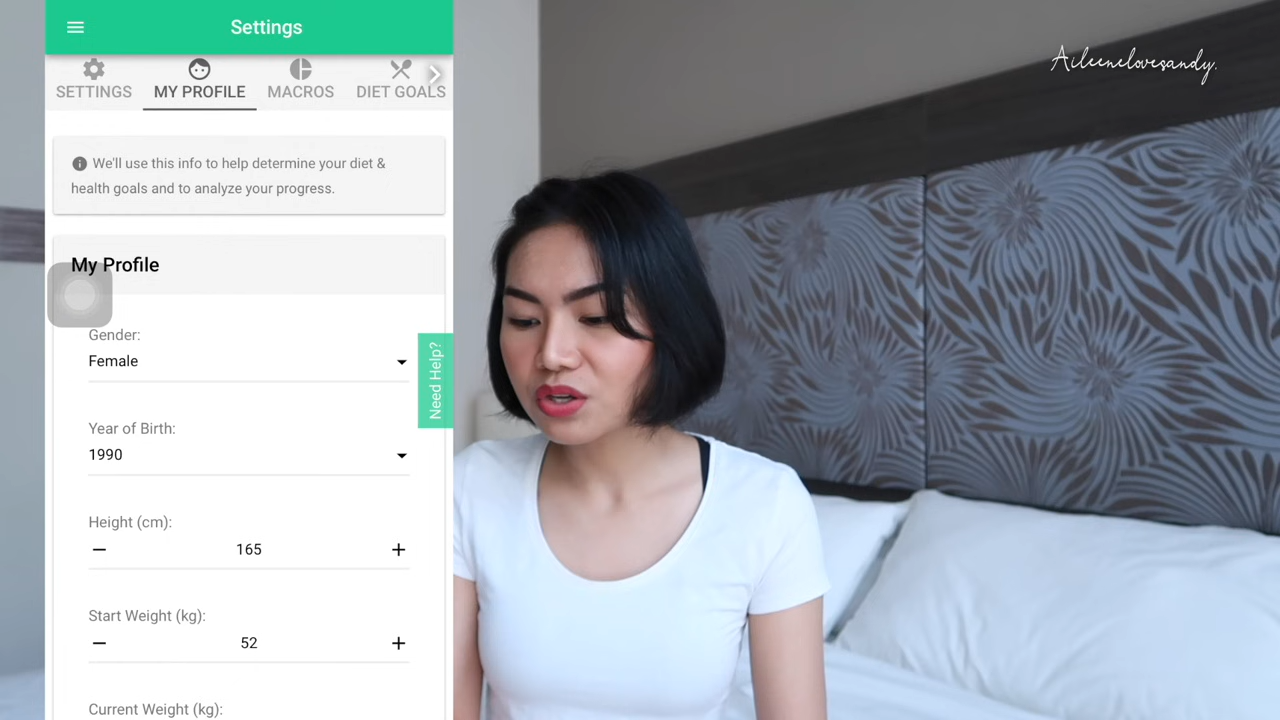 Settings
SETTINGS
MY PROFILE
MACROS
DIET GOALS
We'll use this info to help determine your diet &
health goals and to analyze your progress.
My Profile
Gender:
Female
Year of Birth:
1990
Height (cm):
165
Start Weight (kg):
52
Current Weight (kg):
Need Help?
Aileenelovesandy.